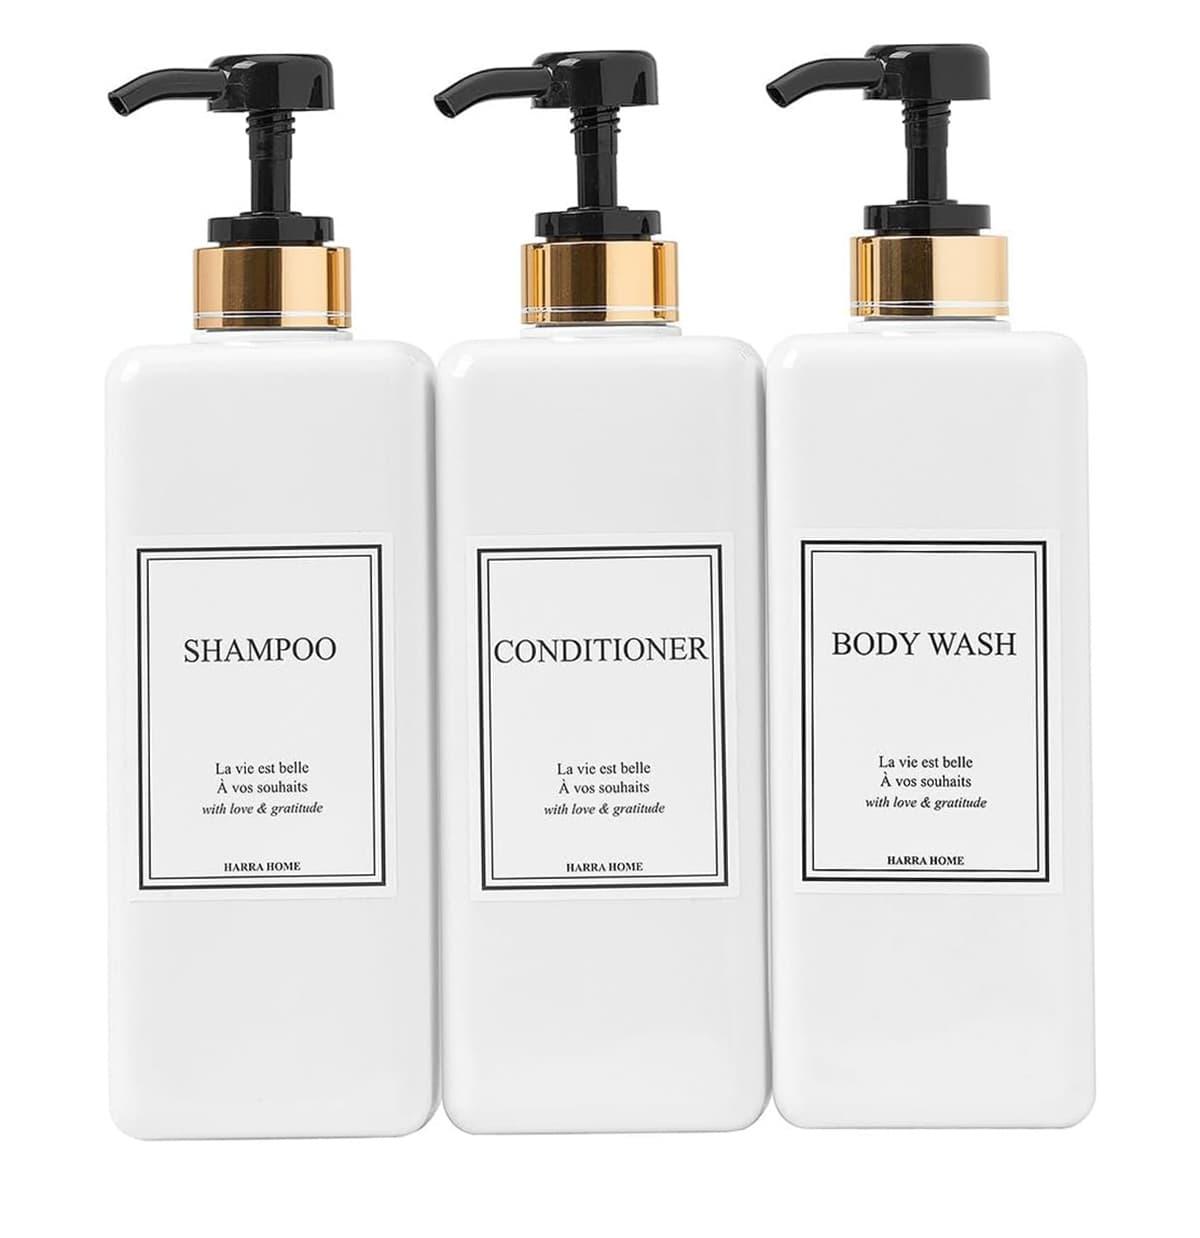 SHAMPOO
La vie est belle
À vos souhaits
with love & gratitude
HARRA HOME
CONDITIONER
La vie est belle
À vos souhaits
with love & gratitude
HARRA HOME
BODY WASH
La vie est belle
À vos souhaits
with love & gratitude
HARRA HOME